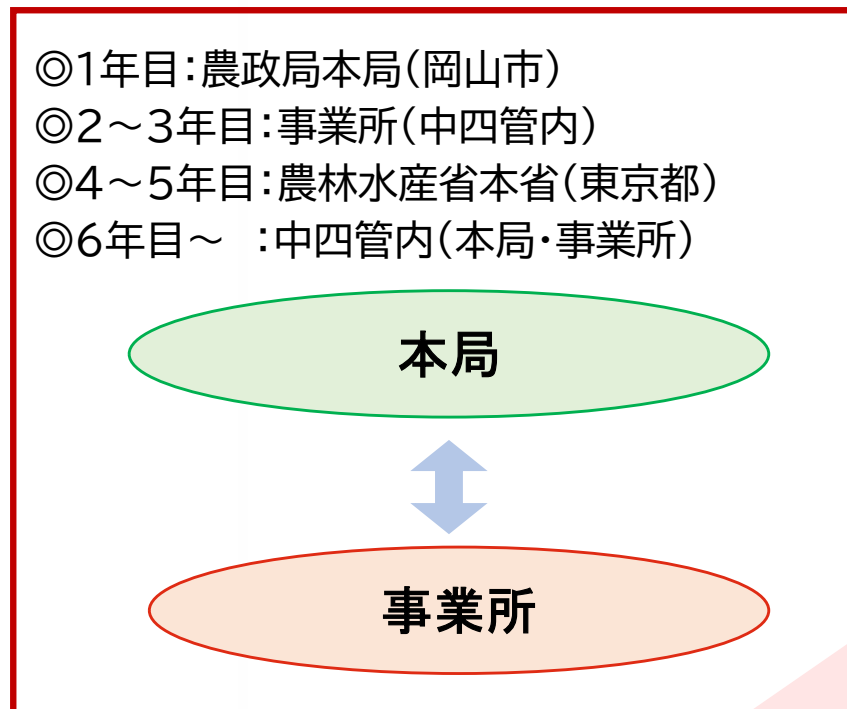 ◎1年目：農政局本局(岡山市)
◎2～3年目：事業所(中四管内)
◎4～5年目：農林水産省本省(東京都)
◎6年目～　：中四管内(本局・事業所)
本局
事業所